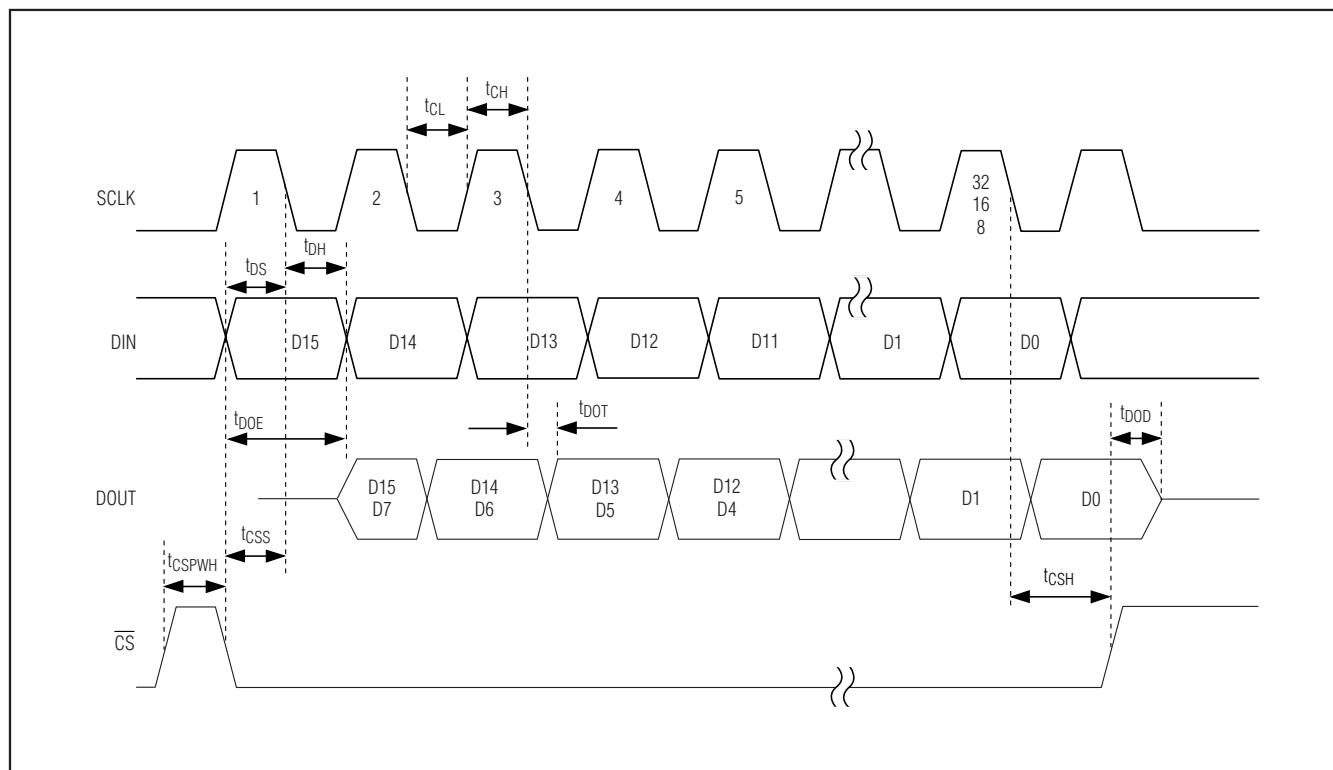 tCL
tCH
SCLK
1
2
3
4
5
32
16
8
tDS
tDH
DIN
D15
D14
D13
D12
D11
D1
D0
tDOE
tDOT
tDOD
DOUT
D15
D7
D14
D6
D13
D5
D12
D4
D1
D0
tCSPWH
tCSS
tCSH
CS